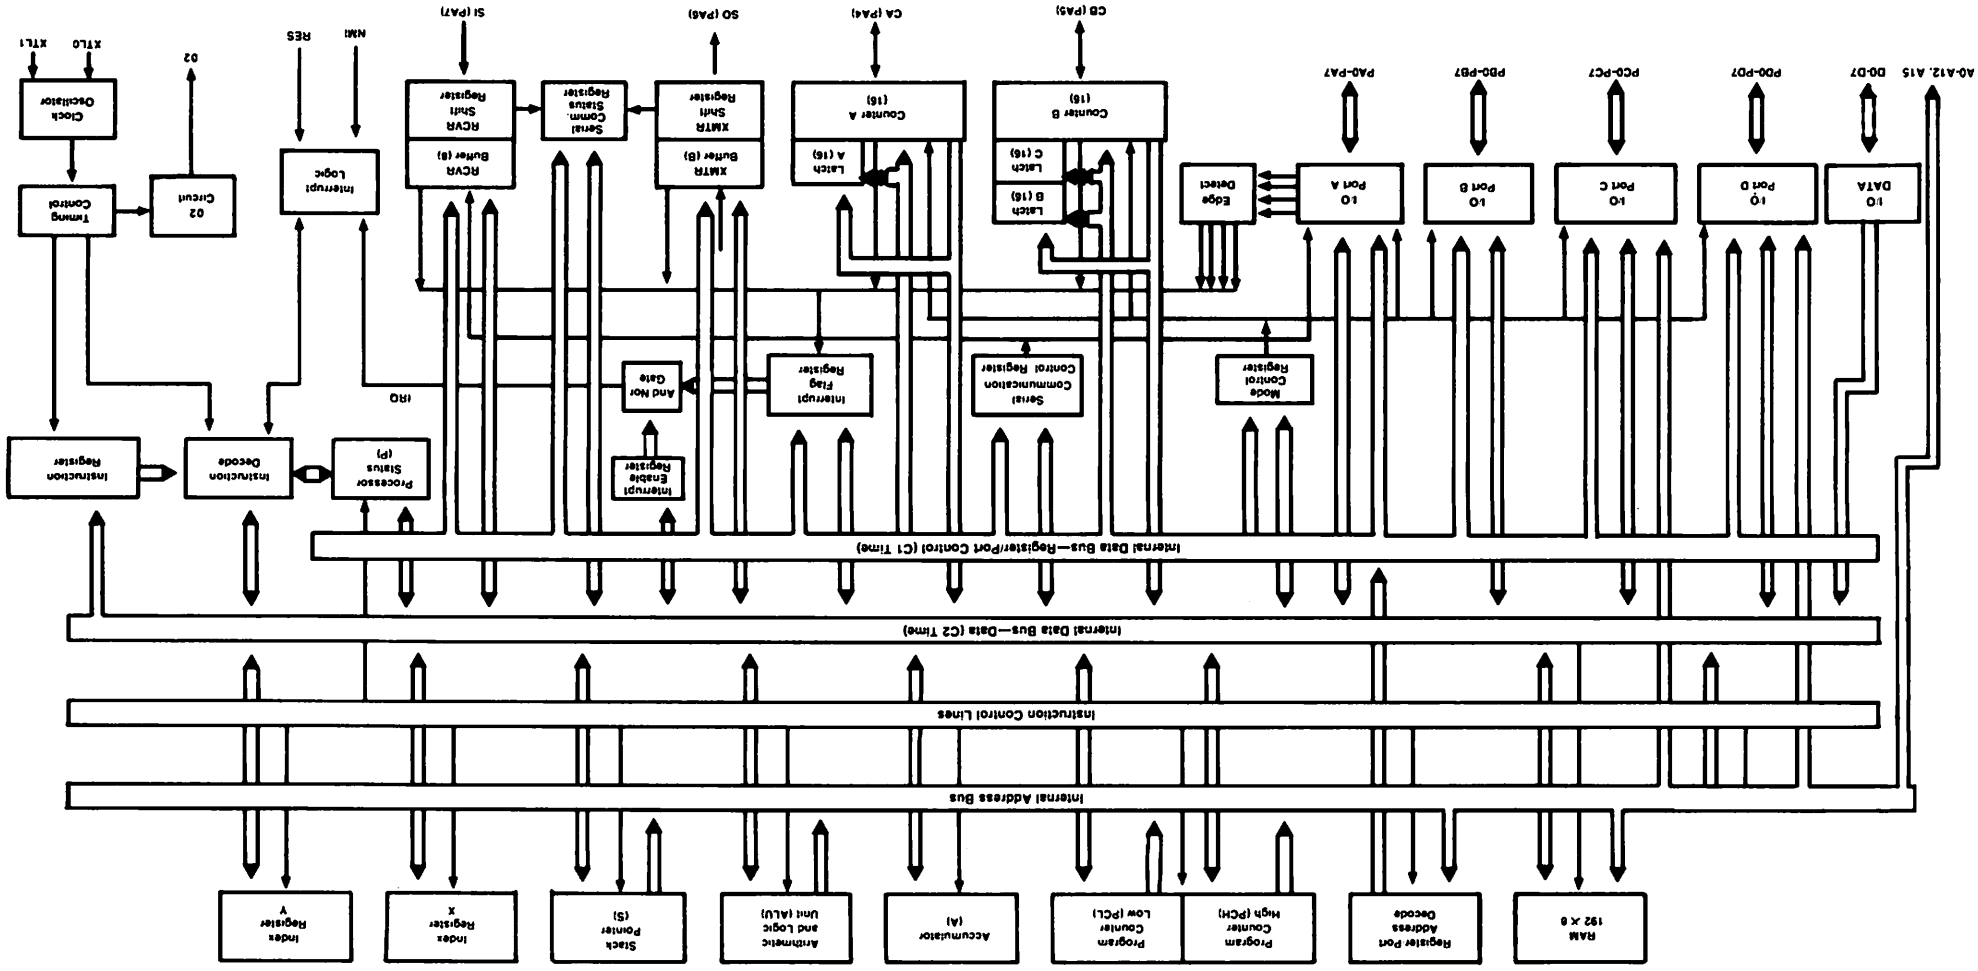 RAM
192 X 8
Register Port
Address
Decode
Program
Counter
High (PCH)
Program
Counter
Low (PCL)
Accumulator
(A)
Arithmetic
and Logic
Unit (ALU)
Stack
Pointer
(S)
Index
Register
X
Index
Register
Y
Internal Address Bus
Instruction Control Lines
Internal Data Bus—Data (C2 Time)
Internal Data Bus—Register/Port Control (C1 Time)
Interrupt
Enable
Register
Processor
Status
(P)
Instruction
Decode
Instruction
Register
Mode
Control
Register
Serial
Communication
Control Register
Interrupt
Flag
Register
And Nor
Gate
IRQ
I/O
DATA
I/O
Port D
I/O
Port C
I/O
Port B
I/O
Port A
Edge
Detect
Latch
B (16)
Latch
C (16)
Counter B
(16)
Latch
A (16)
Counter A
(16)
XMTR
Buffer (8)
XMTR
Shift
Register
Serial
Comm.
Status
Register
RCVR
Buffer (8)
RCVR
Shift
Register
Interrupt
Logic
02
Circuit
Timing
Control
Clock
Oscillator
A0-A12, A15
D0-D7
PD0-PD7
PC0-PC7
PB0-PB7
PA0-PA7
CB (PA5)
CA (PA4)
SO (PA6)
SI (PA7)
NMI
RES
02
XTL0
XTL1